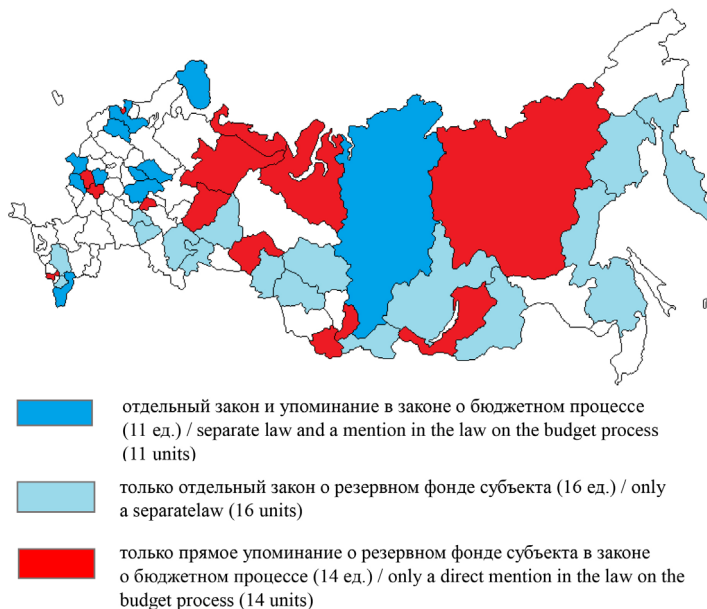 отдельный закон и упоминание в законе о бюджетном процессе
(11 ед.) / separate law and a mention in the law on the budget process
(11 units)
только отдельный закон о резервном фонде субъекта (16 ед.) / only
a separatelaw (16 units)
только прямое упоминание о резервном фонде субъекта в законе
о бюджетном процессе (14 ед.) / only a direct mention in the law on the
budget process (14 units)